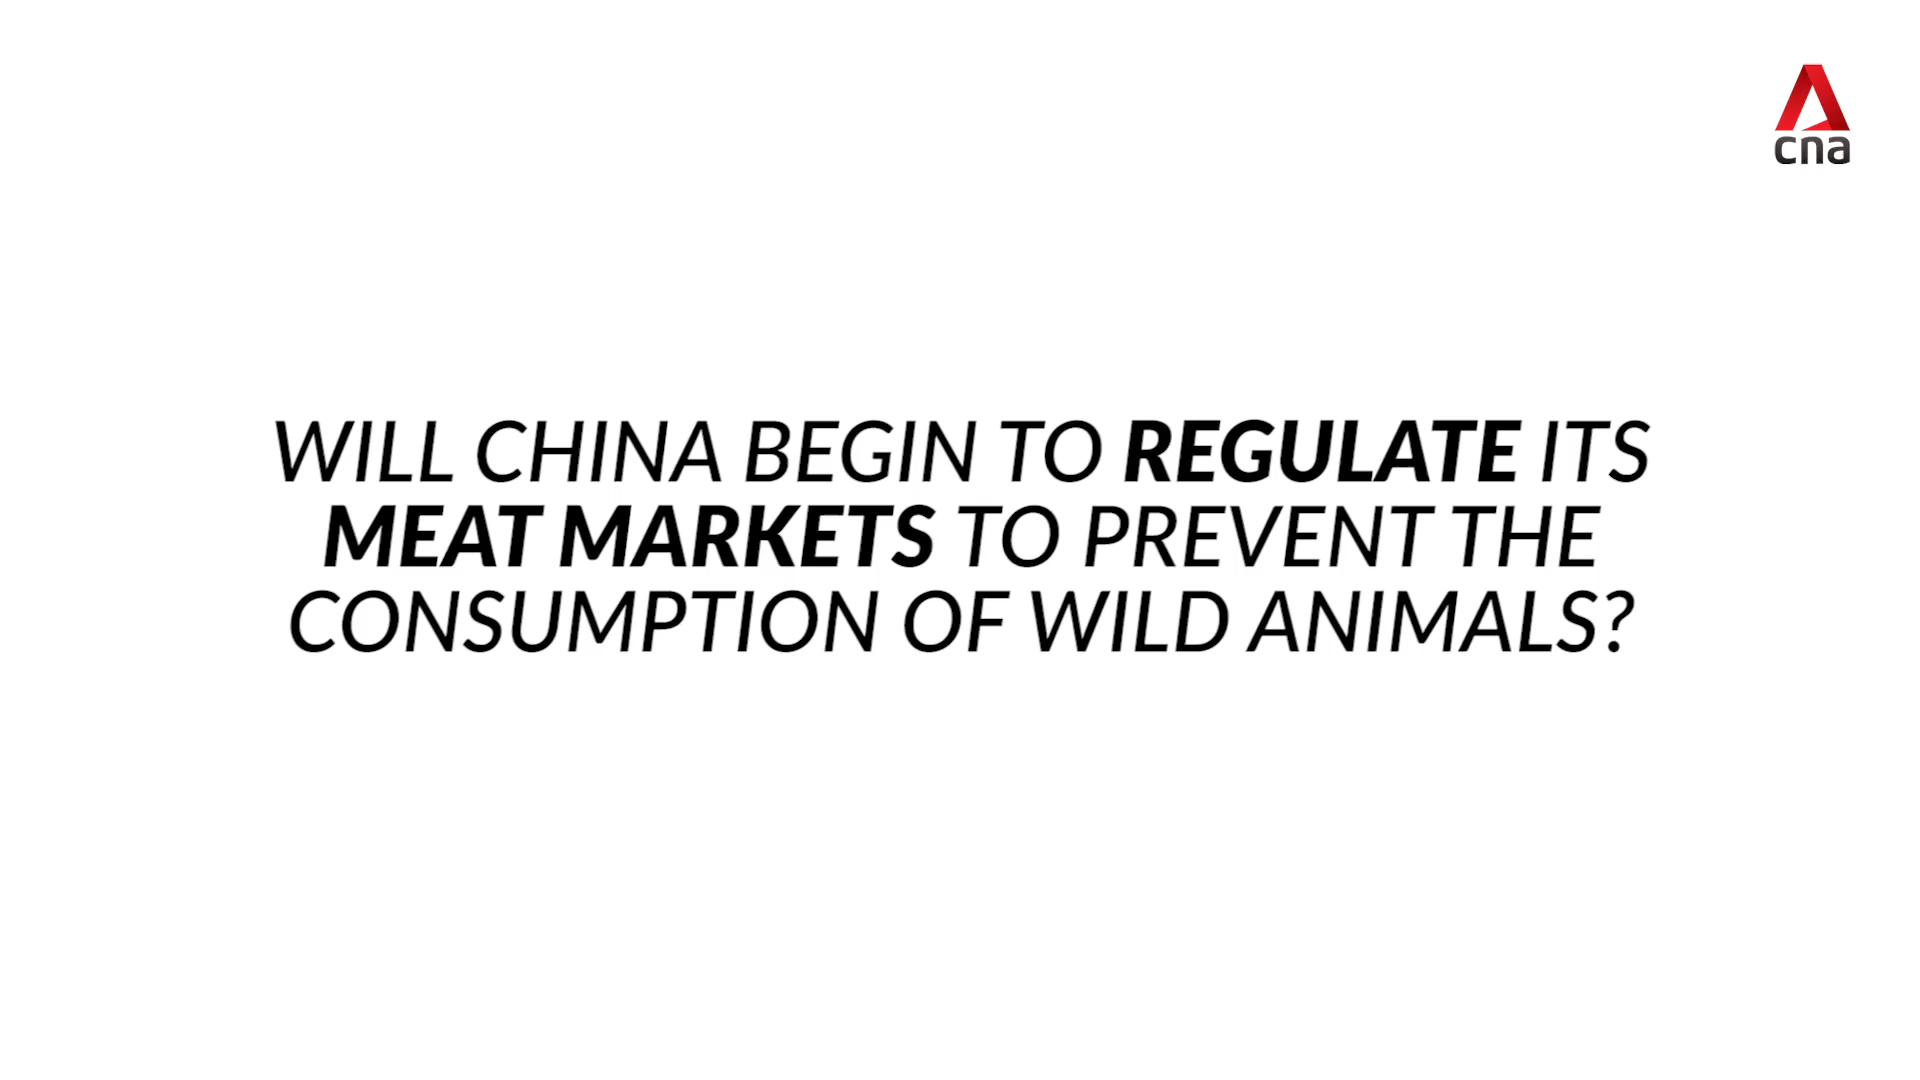 cna
WILL CHINA BEGIN TO REGULATE ITS
MEAT MARKETS TO PREVENT THE
CONSUMPTION OF WILD ANIMALS?